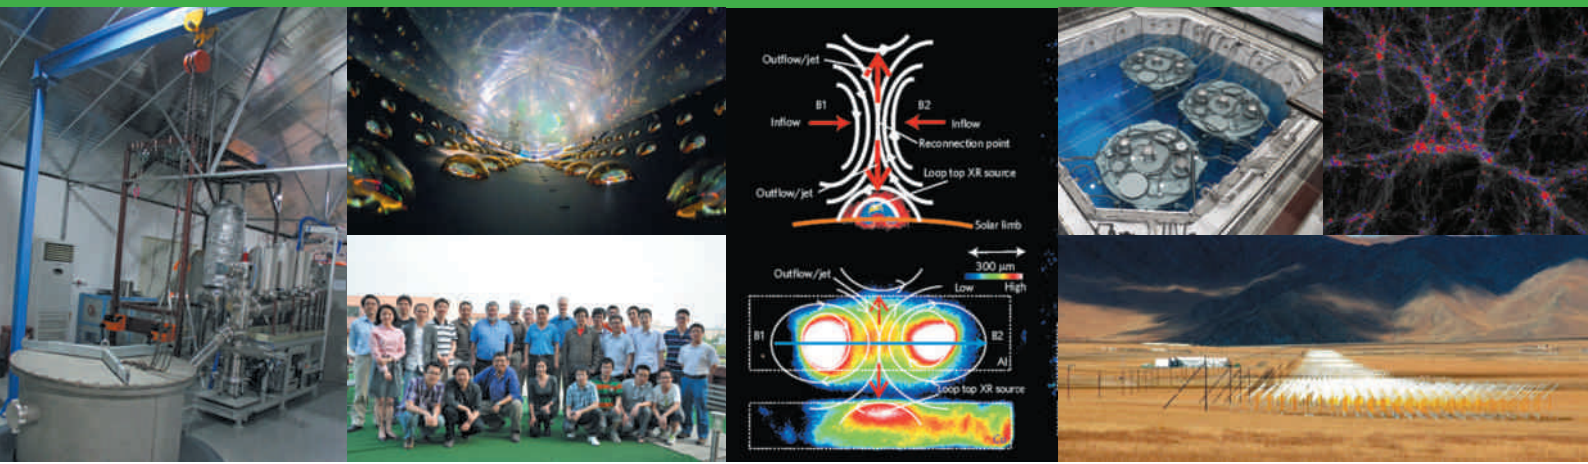 Outflow/jet
B1
B2
Inflow
Inflow
Reconnection point
Loop top XR source
Outflow/jet
Solar limb
300 μm
Outflow/jet
Low
High
B1
B2
Al
Loop top XR source